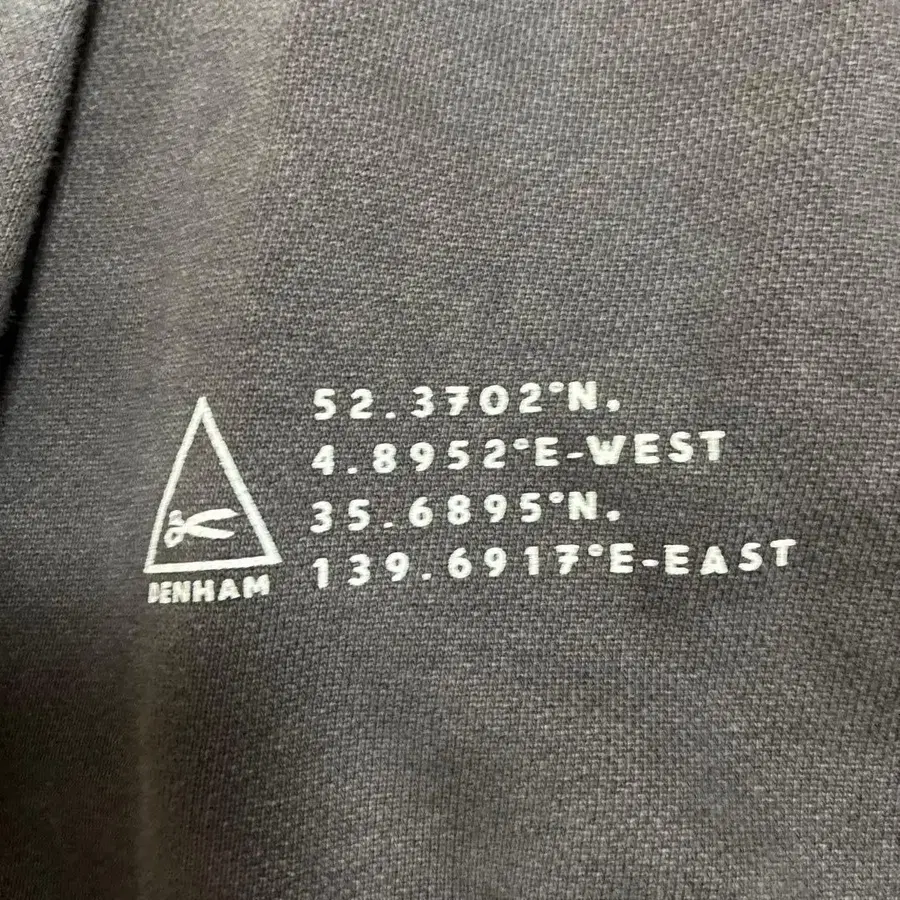 52.3702°N,
4.8952°E-WEST
35.6895°N,
139.6917°E-EAST
DENHAM